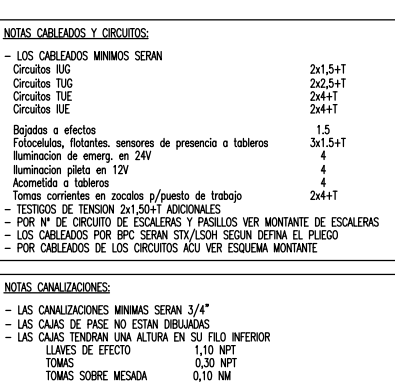 NOTAS CABLEADOS Y CIRCUITOS:
- LOS CABLEADOS MINIMOS SERAN
Circuitos IUG 2x1,5+T
Circuitos TUG 2x2,5+T
Circuitos TUE 2x4+T
Circuitos IUE 2x4+T
Bajadas a efectos 1.5
Fotocelulas, flotantes. sensores de presencia a tableros 3x1.5+T
Iluminacion de emerg. en 24V 4
Iluminacion pileta en 12V 4
Acometida a tableros 4
Tomas corrientes en zocalos p/puesto de trabajo 2x4+T
- TESTIGOS DE TENSION 2x1,50+T ADICIONALES
- POR N° DE CIRCUITO DE ESCALERAS Y PASILLOS VER MONTANTE DE ESCALERAS
- LOS CABLEADOS POR BPC SERAN STX/LSOH SEGUN DEFINA EL PLIEGO
- POR CABLEADOS DE LOS CIRCUITOS ACU VER ESQUEMA MONTANTE
NOTAS CANALIZACIONES:
- LAS CANALIZACIONES MINIMAS SERAN 3/4"
- LAS CAJAS DE PASE NO ESTAN DIBUJADAS
- LAS CAJAS TENDRAN UNA ALTURA EN SU FILO INFERIOR
LLAVES DE EFECTO 1,10 NPT
TOMAS 0,30 NPT
TOMAS SOBRE MESADA 0,10 NM